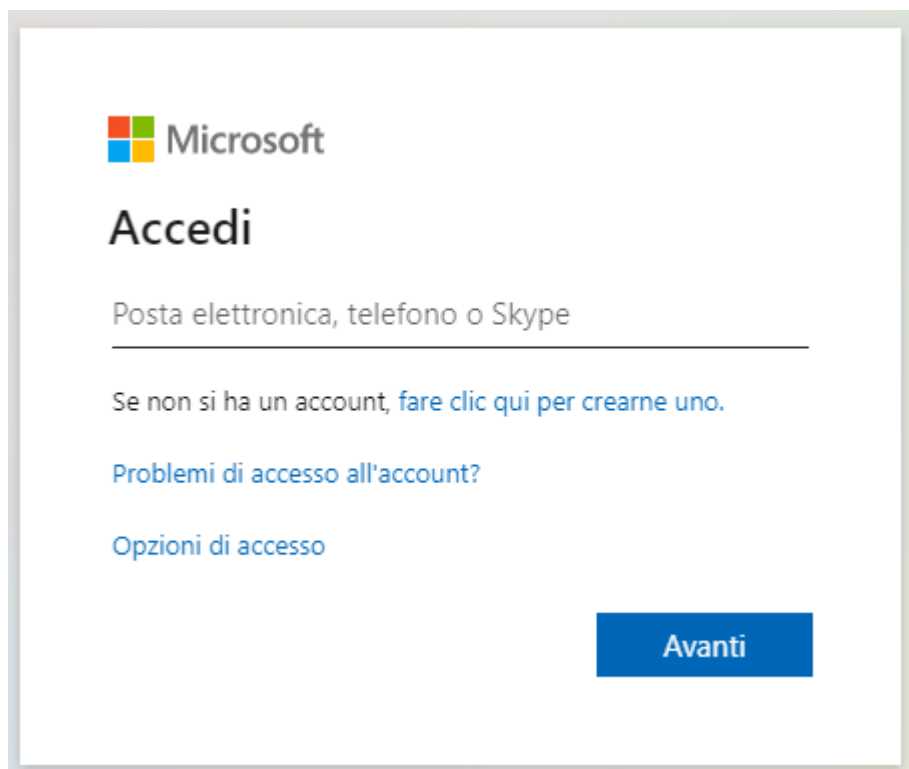 Microsoft
Accedi
Posta elettronica, telefono o Skype
Se non si ha un account, fare clic qui per crearne uno.
Problemi di accesso all'account?
Opzioni di accesso
Avanti